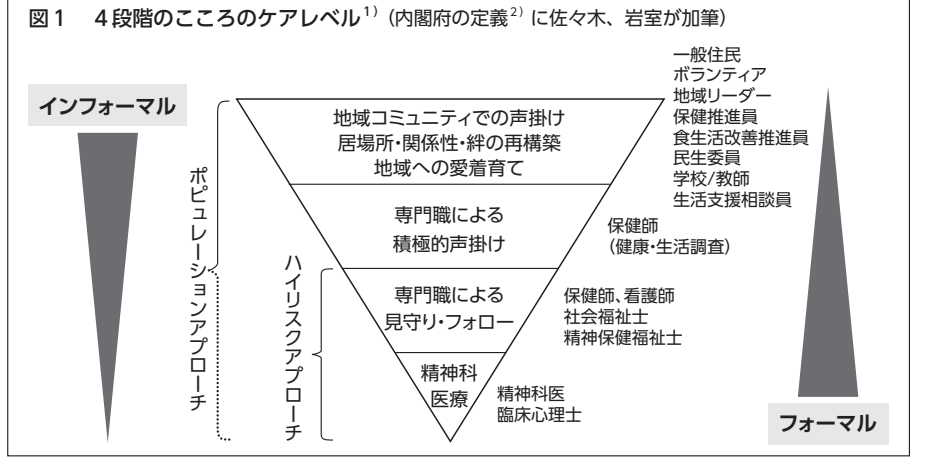 図1 4段階のこころのケアレベル1)(内閣府の定義2)に佐々木、岩室が加筆)
インフォーマル
ポピュレーションアプローチ
ハイリスクアプローチ
地域コミュニティでの声掛け
居場所・関係性・絆の再構築
地域への愛着育て
専門職による
積極的声掛け
専門職による
見守り・フォロー
精神科
医療
一般住民
ボランティア
地域リーダー
保健推進員
食生活改善推進員
民生委員
学校/教師
生活支援相談員
保健師
(健康・生活調査)
保健師、看護師
社会福祉士
精神保健福祉士
精神科医
臨床心理士
フォーマル